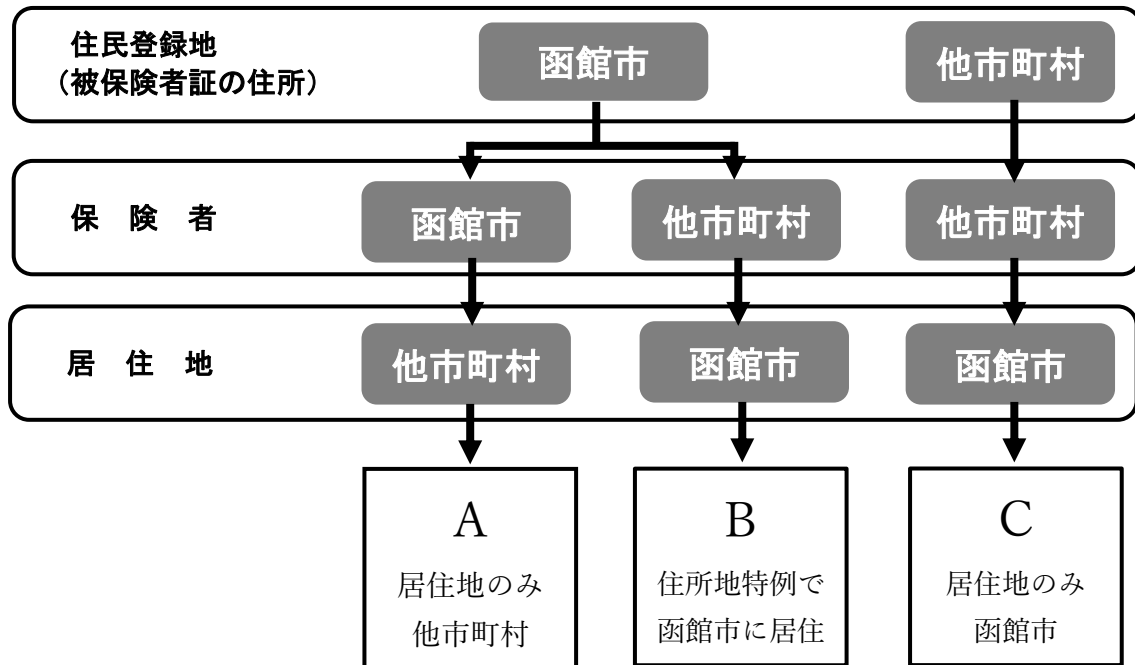 住民登録地
（被保険者証の住所）
函館市
他市町村
保険者
函館市
他市町村
他市町村
居住地
他市町村
函館市
函館市
A
居住地のみ
他市町村
B
住所地特例で
函館市に居住
C
居住地のみ
函館市